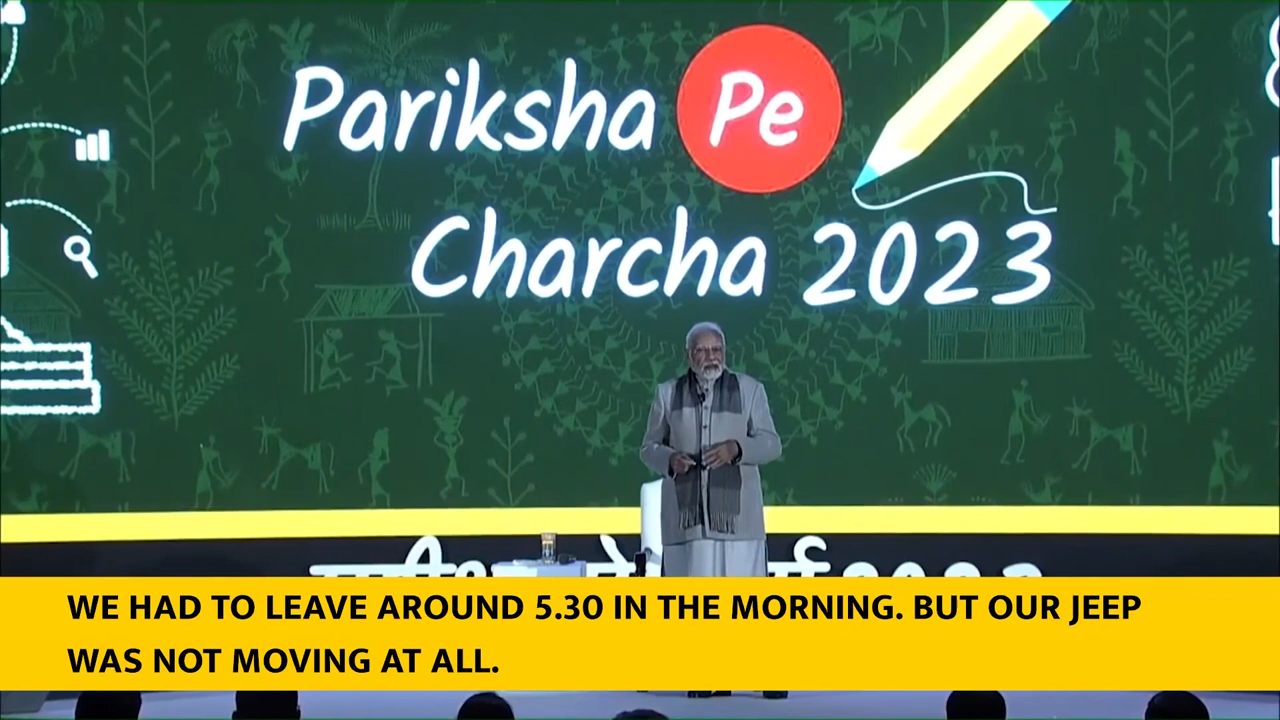 Pariksha Pe
Charcha 2023
WE HAD TO LEAVE AROUND 5.30 IN THE MORNING. BUT OUR JEEP
WAS NOT MOVING AT ALL.